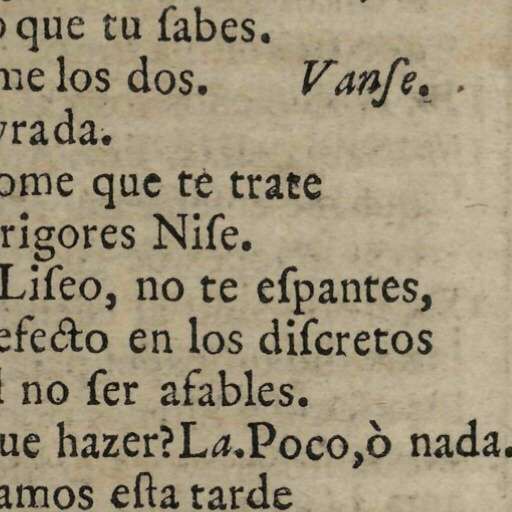 o que tu ſabes.
me los dos. Vanſe.
yrada.
ome que te trate
rigores Niſe.
Liſeo, no te eſpantes,
efecto en los diſcretos
l no ſer afables.
ue hazer? La. Poco, ò nada.
amos eſta tarde